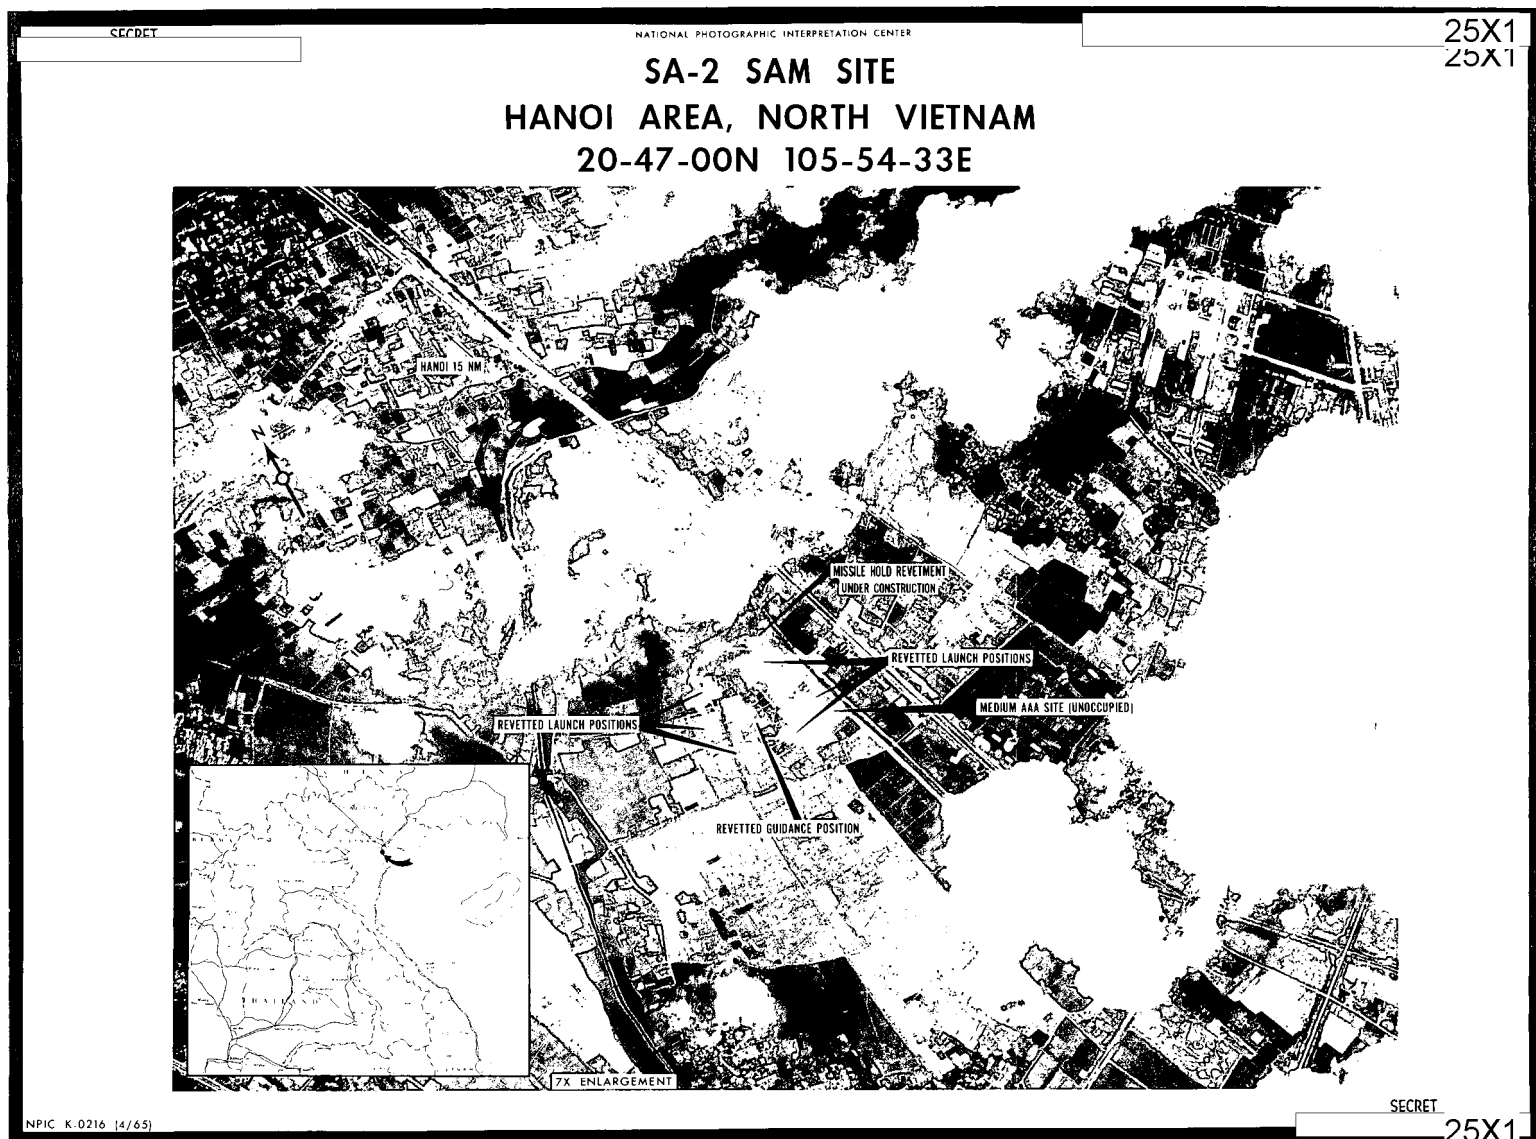 SECRET
NATIONAL PHOTOGRAPHIC INTERPRETATION CENTER
25X1
25X1
SA-2 SAM SITE
HANOI AREA, NORTH VIETNAM
20-47-00N 105-54-33E
HANOI 15 NM
N
MISSILE HOLD REVETMENT
UNDER CONSTRUCTION
REVETTED LAUNCH POSITIONS
MEDIUM AAA SITE (UNOCCUPIED)
REVETTED LAUNCH POSITIONS
REVETTED GUIDANCE POSITION
THAILAND
7X ENLARGEMENT
SECRET
NPIC K-0216 (4/65)
25X1